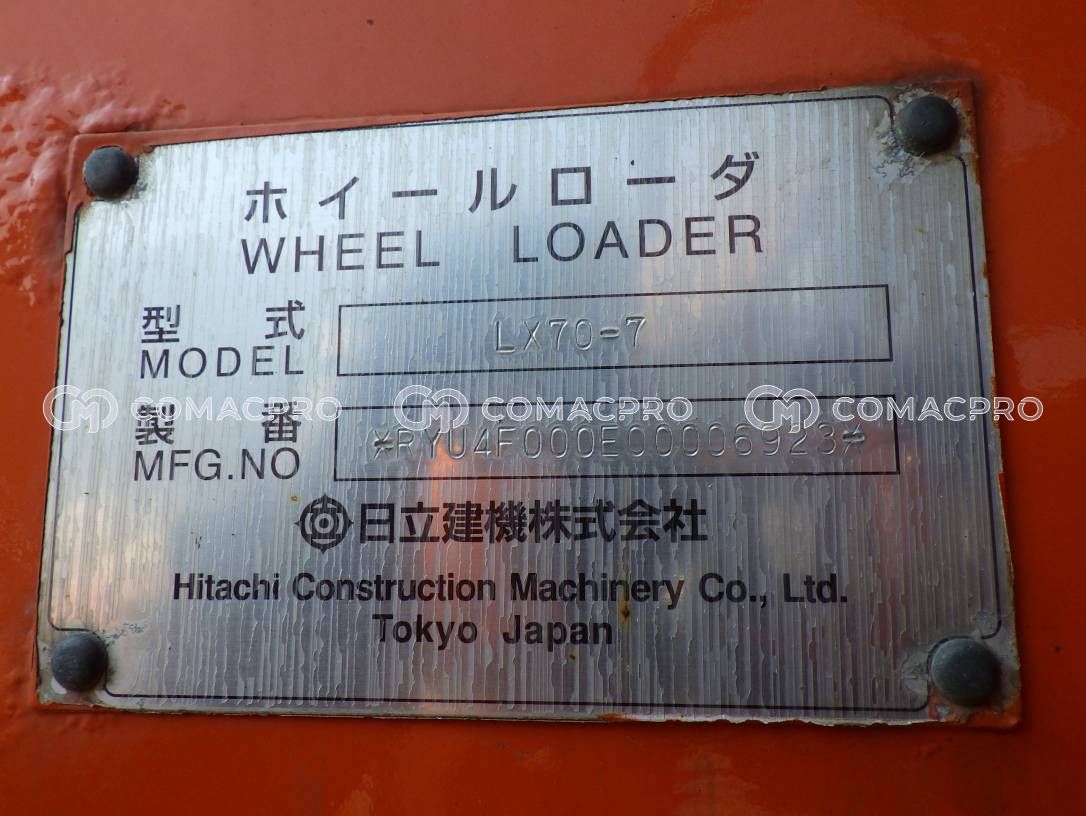 ホイールローダ
WHEEL LOADER
型式 LX70-7
MODEL
COMACPRO COMACPRO COMACPRO
製番 *RYU4F000E00006923*
MFG.NO
日立建機株式会社
Hitachi Construction Machinery Co., Ltd.
Tokyo Japan